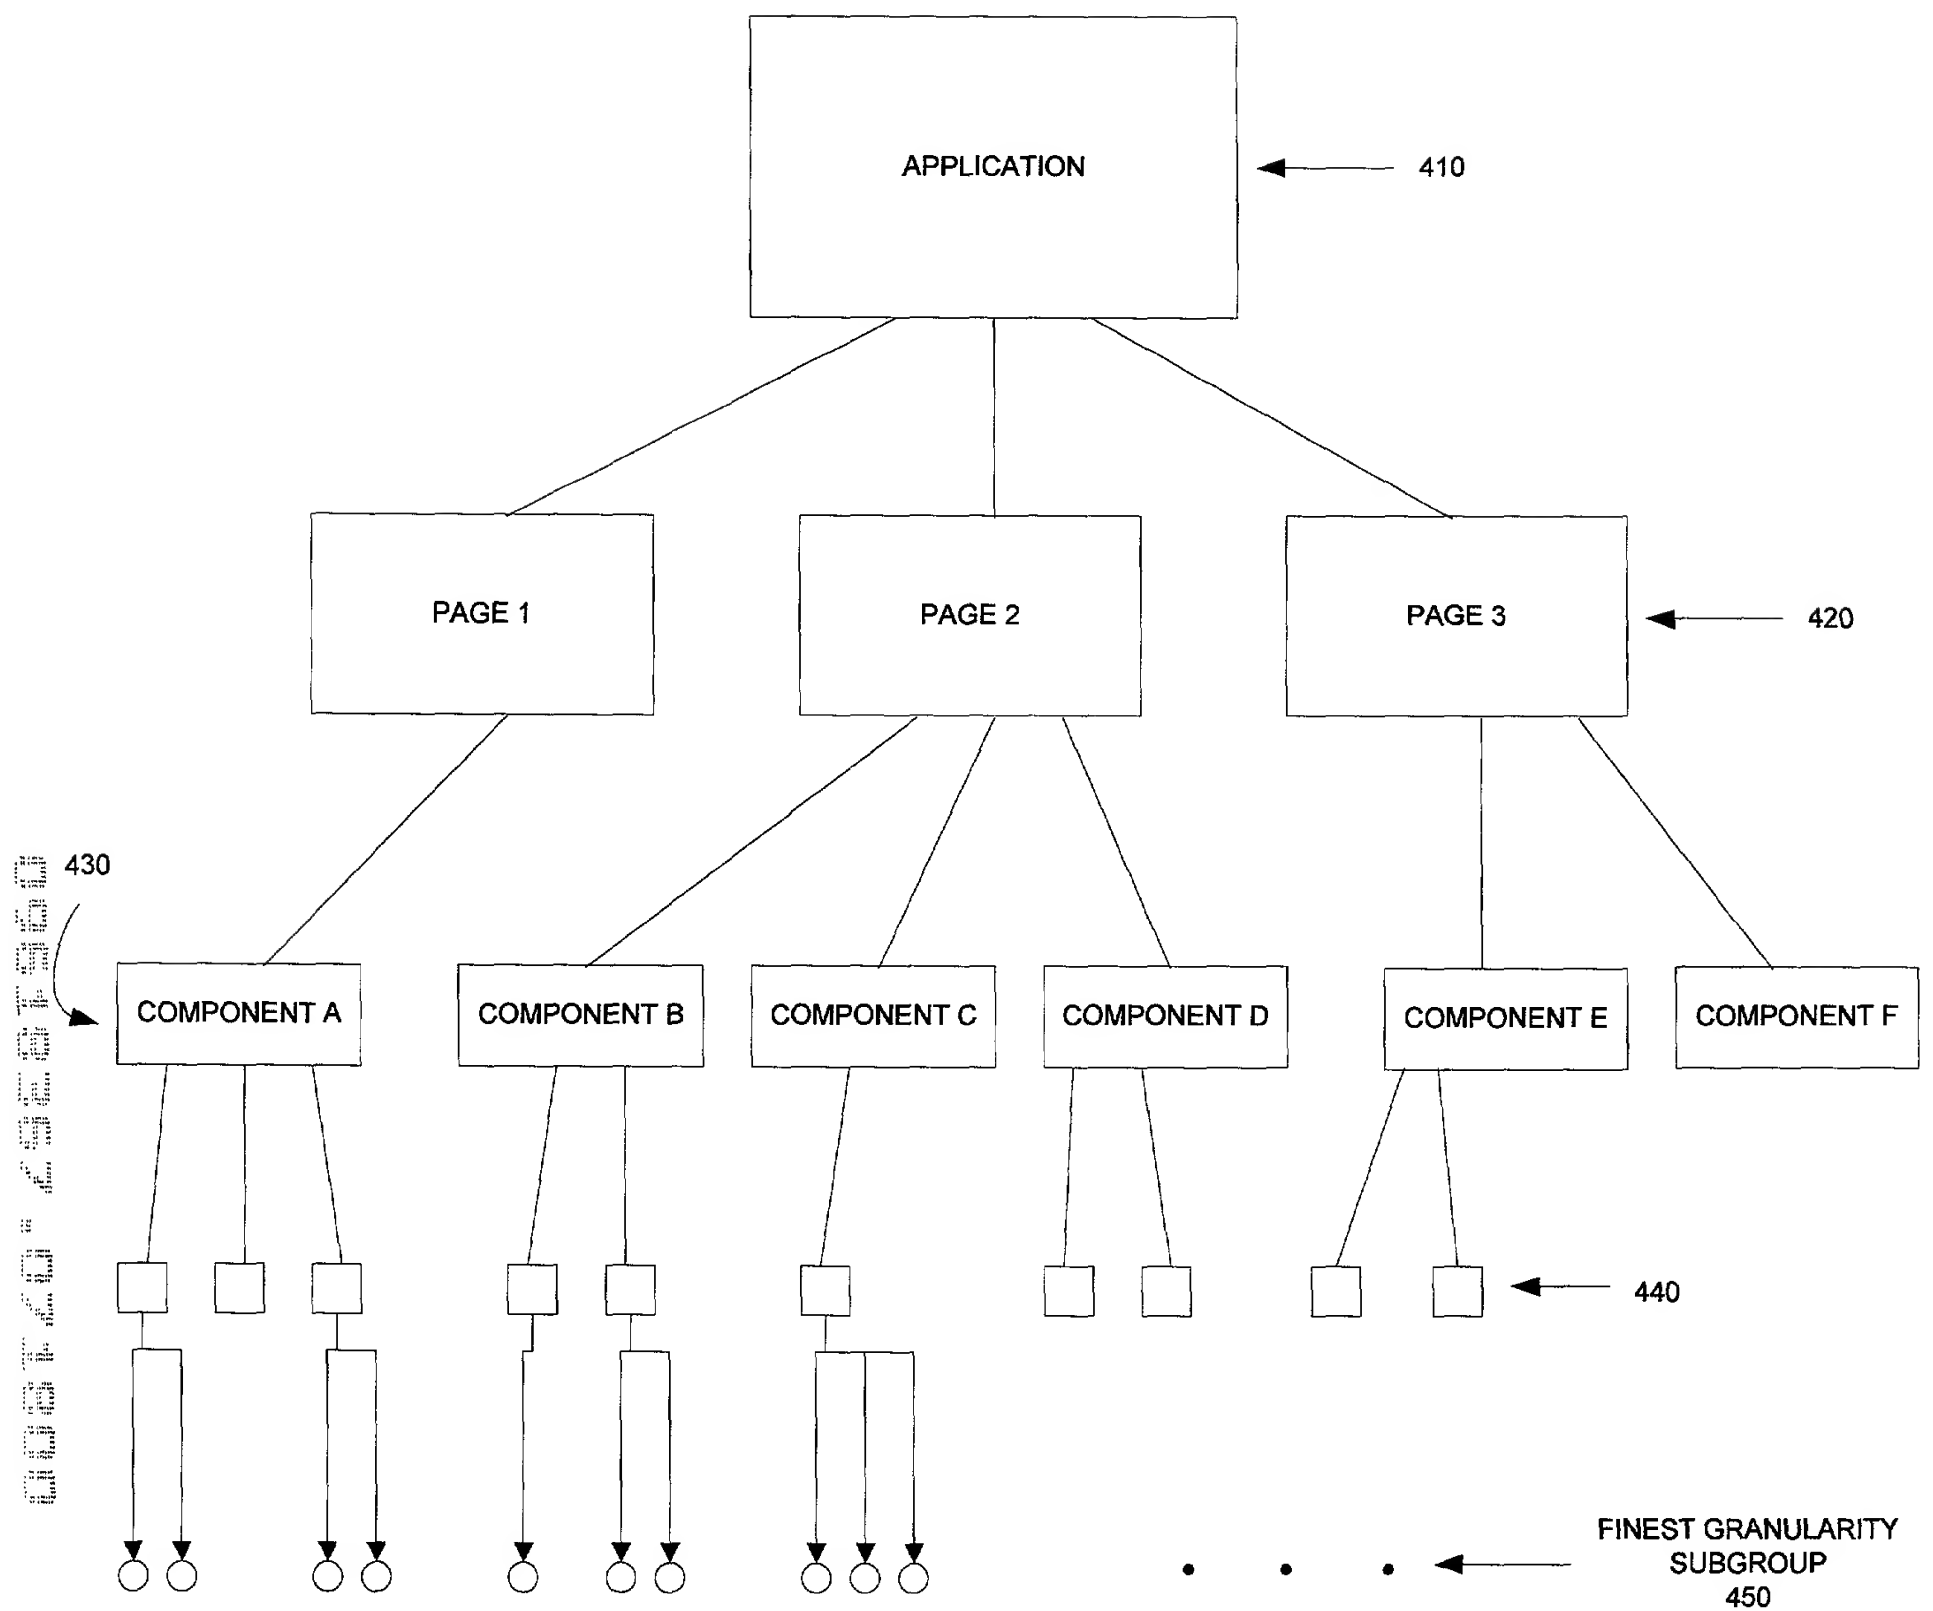 APPLICATION
410
PAGE 1
PAGE 2
PAGE 3
420
430
COMPONENT A
COMPONENT B
COMPONENT C
COMPONENT D
COMPONENT E
COMPONENT F
440
FINEST GRANULARITY
SUBGROUP
450